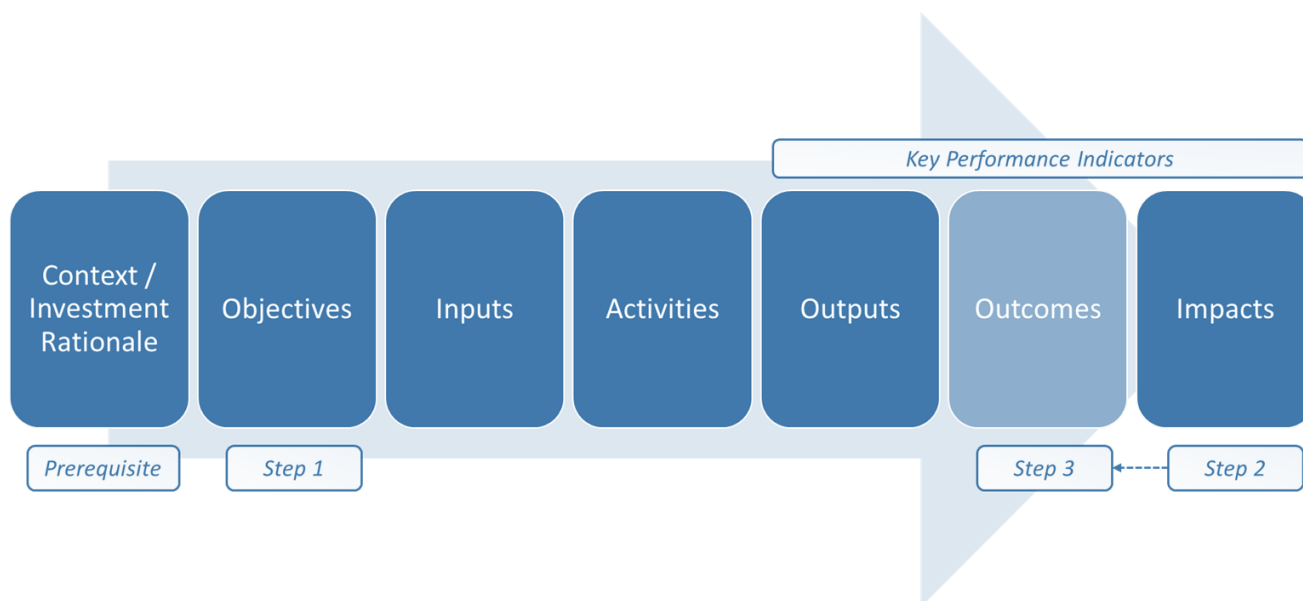 Key Performance Indicators
Context /
Investment
Rationale
Objectives
Inputs
Activities
Outputs
Outcomes
Impacts
Prerequisite
Step 1
Step 3
Step 2